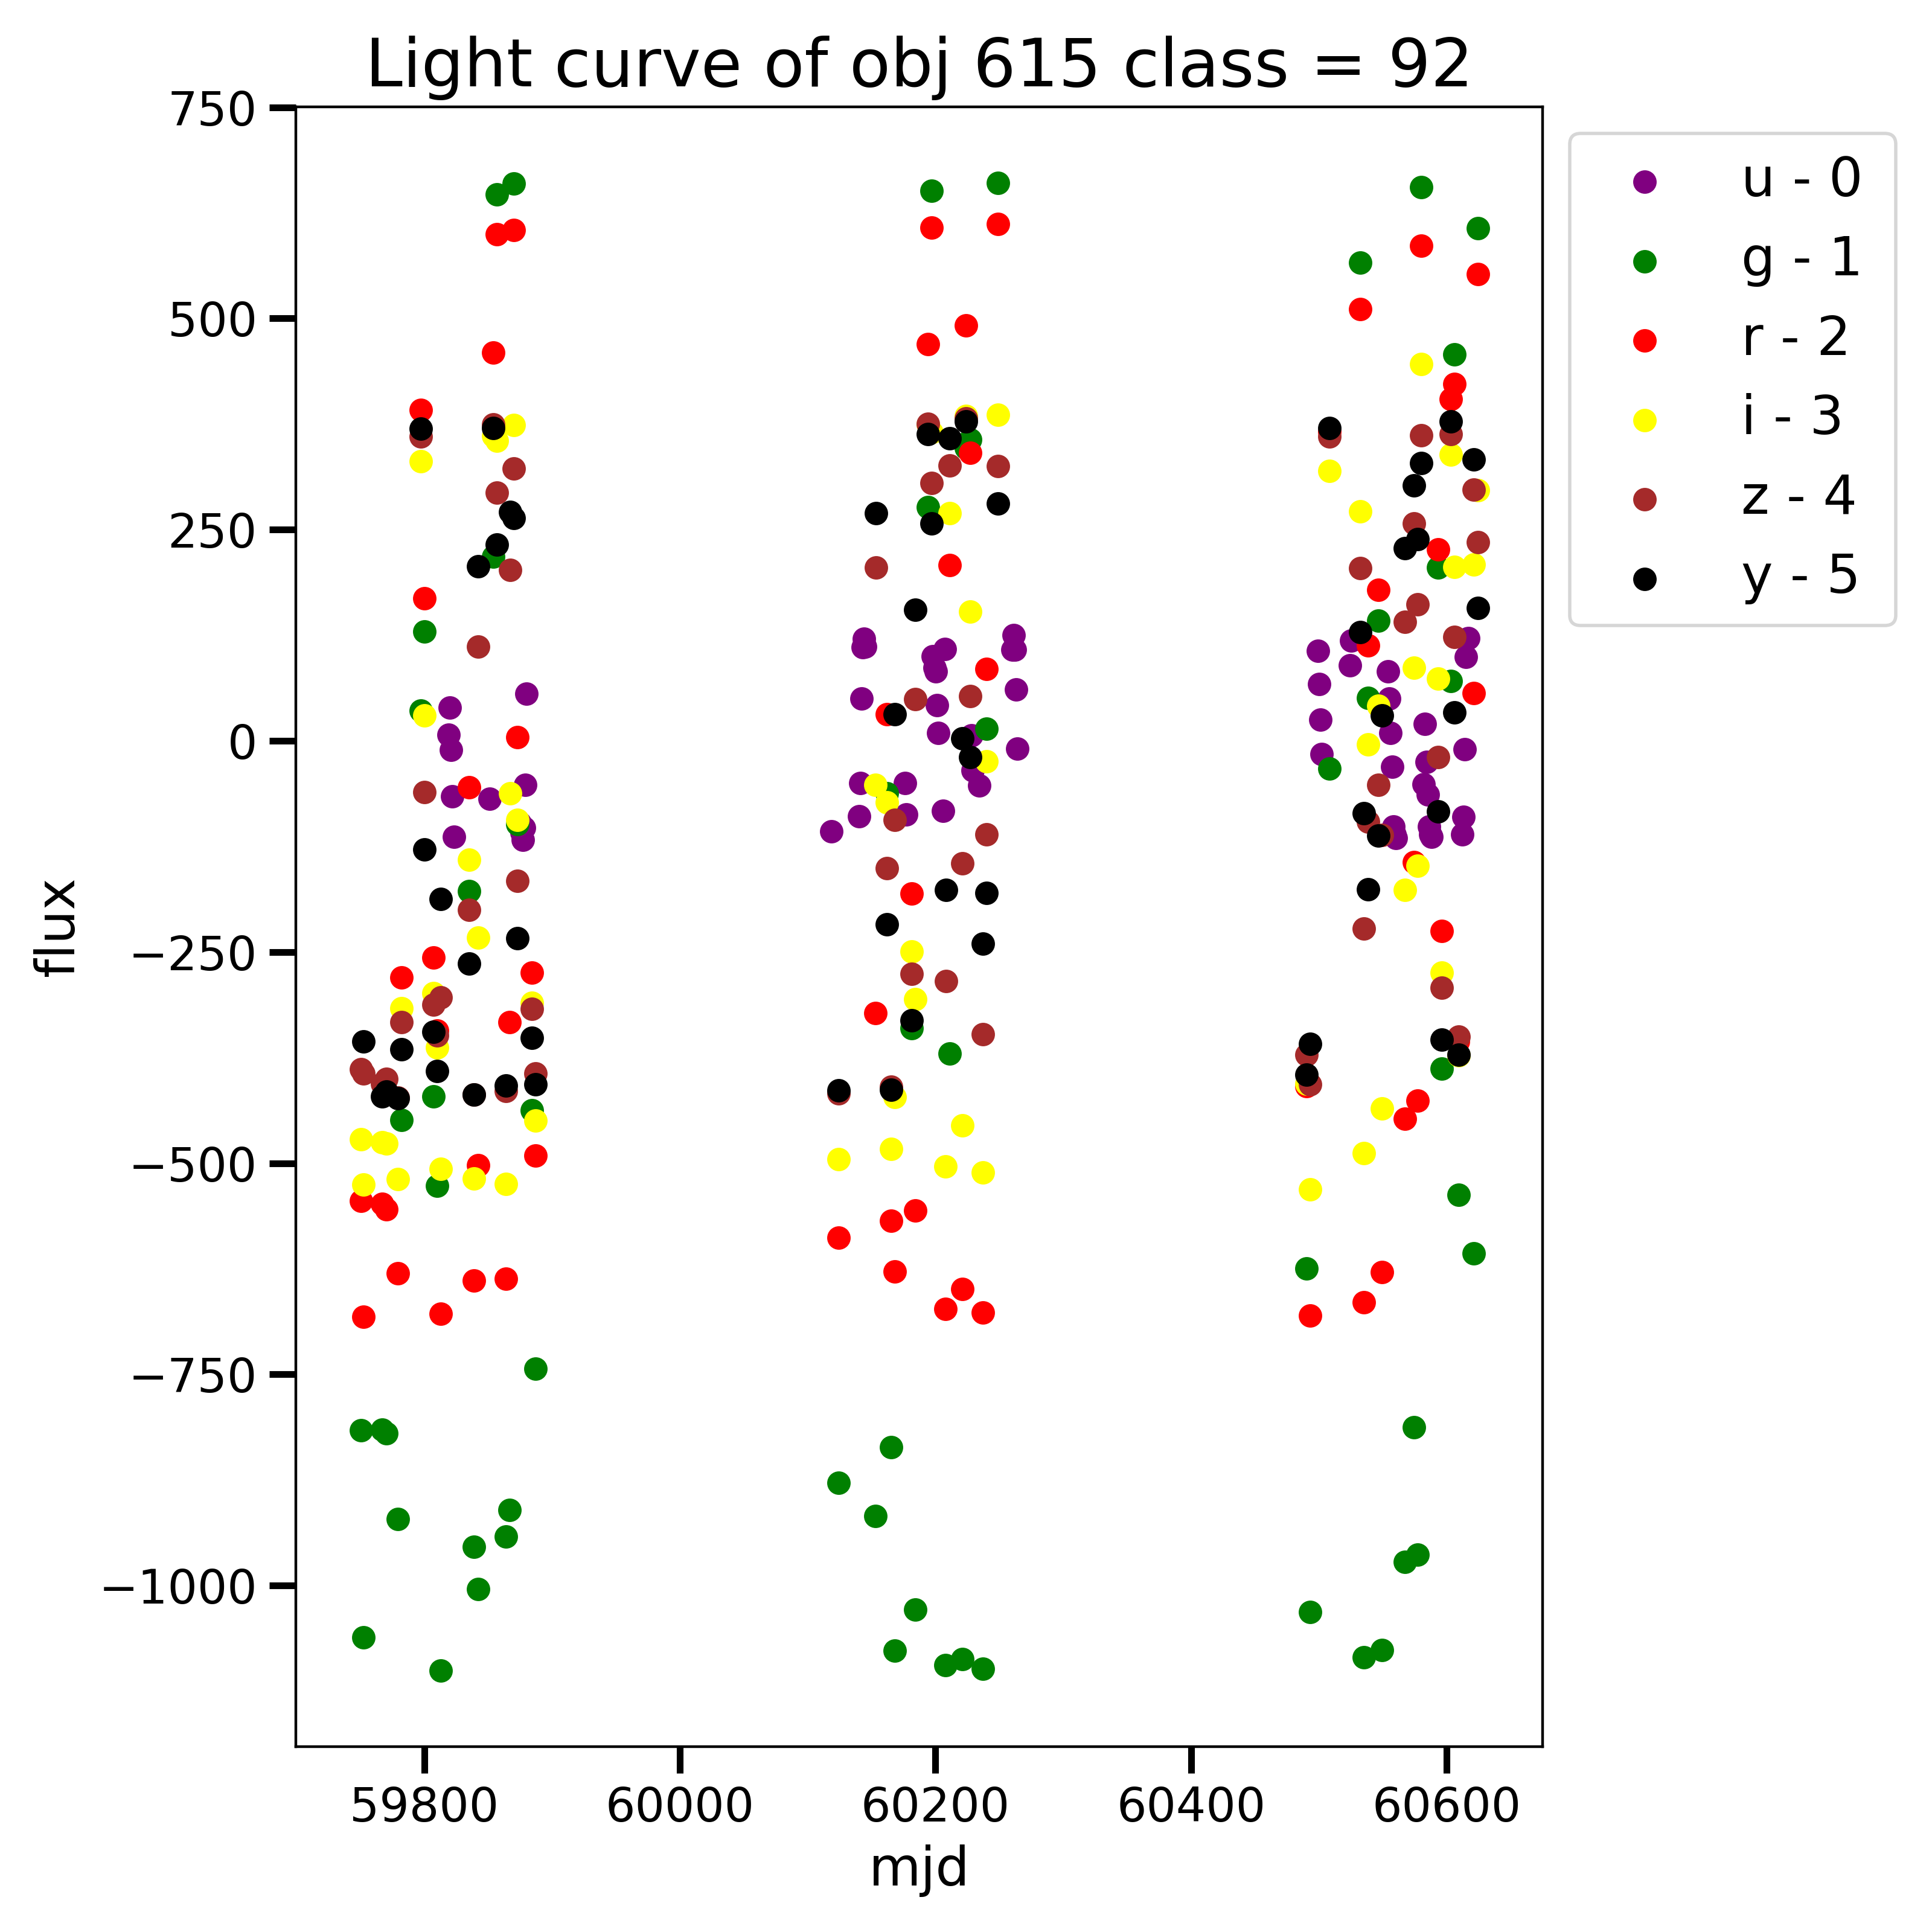 Light curve of obj 615 class = 92
750
500
250
0
−250
−500
−750
−1000
flux
59800 60000 60200 60400 60600
mjd
u - 0
g - 1
r - 2
i - 3
z - 4
y - 5